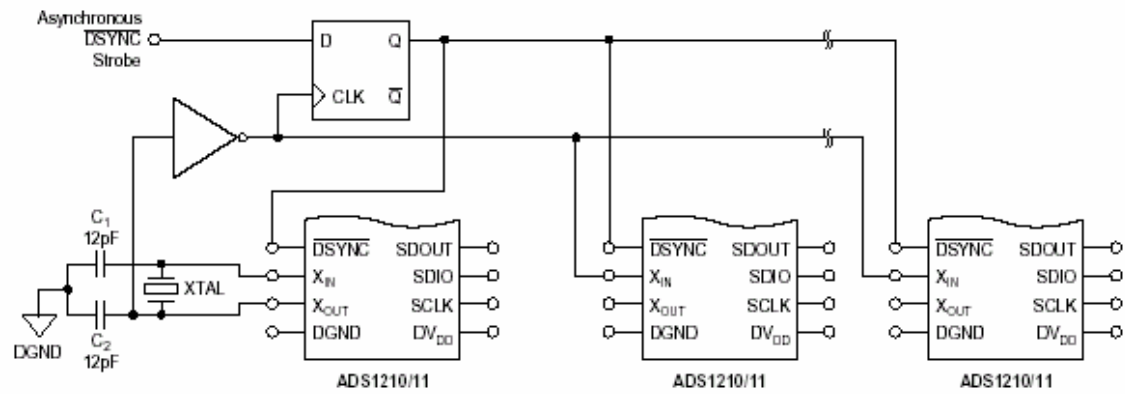 Asynchronous
DSYNC
Strobe
D Q
CLK Q
C1
12pF
XTAL
C2
12pF
DGND
DSYNC SDOUT
XIN SDIO
XOUT SCLK
DGND DVDD
ADS1210/11
DSYNC SDOUT
XIN SDIO
XOUT SCLK
DGND DVDD
ADS1210/11
DSYNC SDOUT
XIN SDIO
XOUT SCLK
DGND DVDD
ADS1210/11